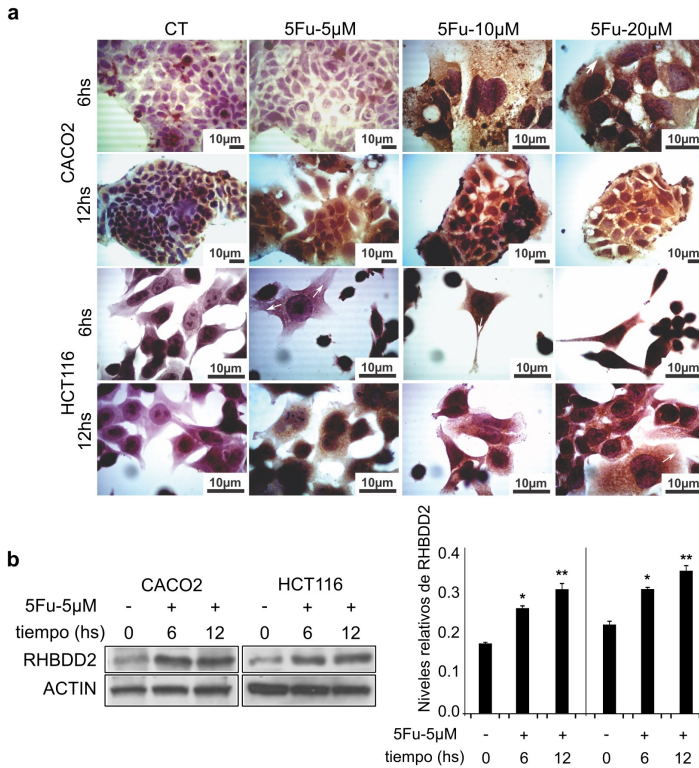 a
CT 5Fu-5µM 5Fu-10µM 5Fu-20µM
CACO2
6hs
10µm 10µm 10µm 10µm
12hs
10µm 10µm 10µm 10µm
HCT116
6hs
10µm 10µm 10µm 10µm
12hs
10µm 10µm 10µm 10µm
b
CACO2 HCT116
5Fu-5µM - + + - + +
tiempo (hs) 0 6 12 0 6 12
RHBDD2
ACTIN
Niveles relativos de RHBDD2
0.4
0.3
0.2
0.1
0.0
* ** * **
5Fu-5µM - + + - + +
tiempo (hs) 0 6 12 0 6 12